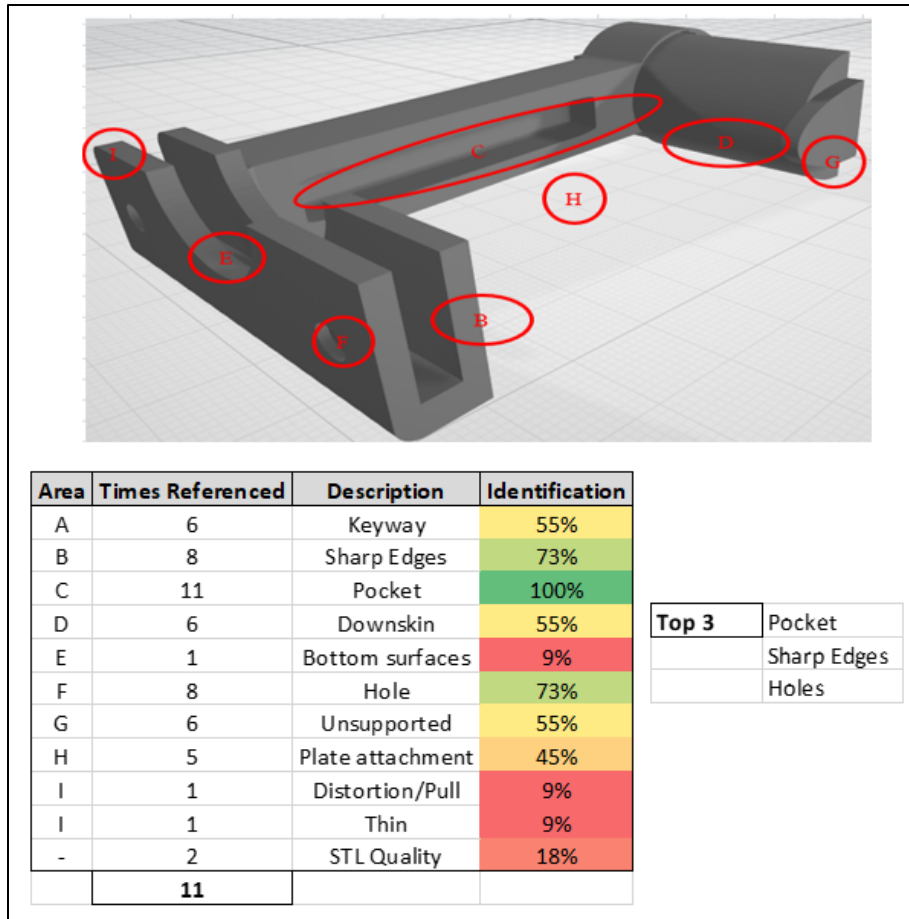 I
C
D
G
H
E
B
F
Area Times Referenced Description Identification
A 6 Keyway 55%
B 8 Sharp Edges 73%
C 11 Pocket 100%
D 6 Downskin 55%
E 1 Bottom surfaces 9%
F 8 Hole 73%
G 6 Unsupported 55%
H 5 Plate attachment 45%
I 1 Distortion/Pull 9%
I 1 Thin 9%
- 2 STL Quality 18%
11
Top 3 Pocket
Sharp Edges
Holes